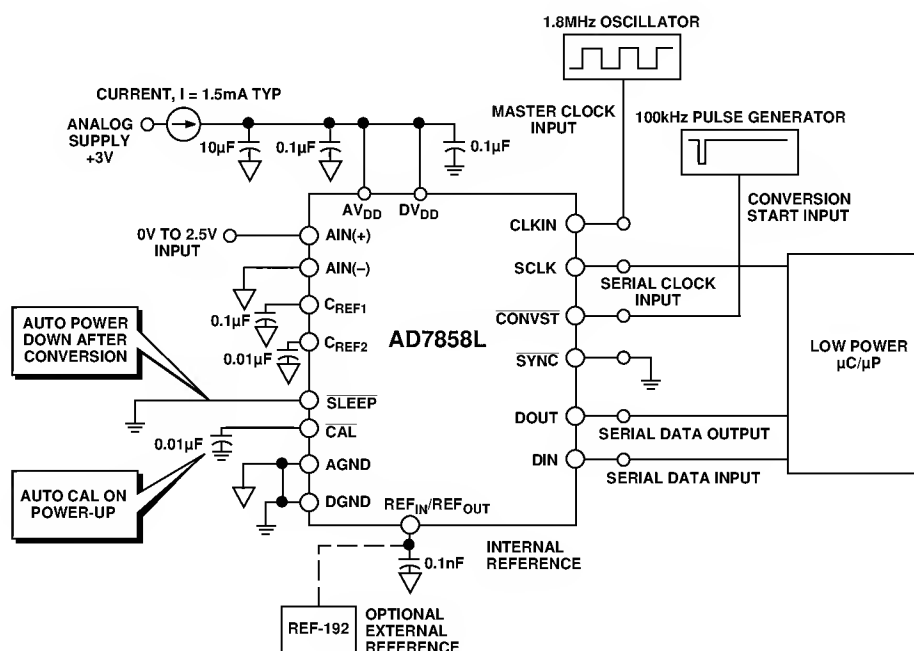 1.8MHz OSCILLATOR
CURRENT, I = 1.5mA TYP
MASTER CLOCK
INPUT
100kHz PULSE GENERATOR
ANALOG
SUPPLY
+3V
10µF
0.1µF
0.1µF
CONVERSION
START INPUT
AVDD
DVDD
0V TO 2.5V
INPUT
AIN(+)
AIN(–)
CREF1
0.1µF
CREF2
0.01µF
SLEEP
CAL
0.01µF
AGND
DGND
REFIN/REFOUT
AD7858L
CLKIN
SCLK
SERIAL CLOCK
INPUT
CONVST
SYNC
DOUT
SERIAL DATA OUTPUT
DIN
SERIAL DATA INPUT
LOW POWER
µC/µP
AUTO POWER
DOWN AFTER
CONVERSION
AUTO CAL ON
POWER-UP
0.1nF
INTERNAL
REFERENCE
REF-192
OPTIONAL
EXTERNAL
REFERENCE